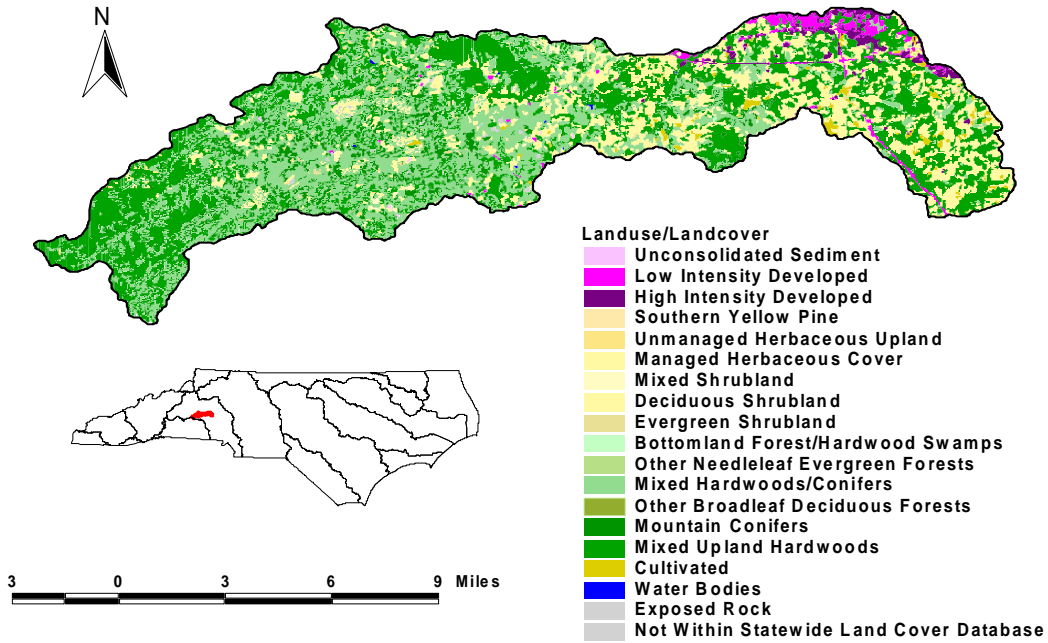 N
Landuse/Landcover
Unconsolidated Sediment
Low Intensity Developed
High Intensity Developed
Southern Yellow Pine
Unmanaged Herbaceous Upland
Managed Herbaceous Cover
Mixed Shrubland
Deciduous Shrubland
Evergreen Shrubland
Bottomland Forest/Hardwood Swamps
Other Needleleaf Evergreen Forests
Mixed Hardwoods/Conifers
Other Broadleaf Deciduous Forests
Mountain Conifers
Mixed Upland Hardwoods
Cultivated
Water Bodies
Exposed Rock
Not Within Statewide Land Cover Database
3 0 3 6 9 Miles